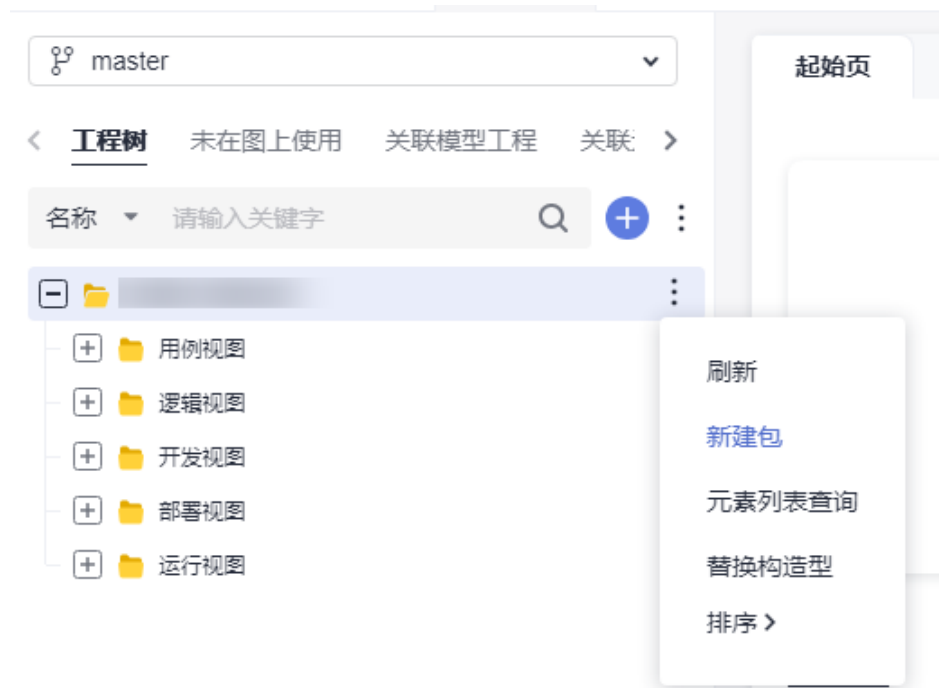 master
起始页
工程树 未在图上使用 关联模型工程 关联
名称 请输入关键字
用例视图
逻辑视图
开发视图
部署视图
运行视图
刷新
新建包
元素列表查询
替换构造型
排序